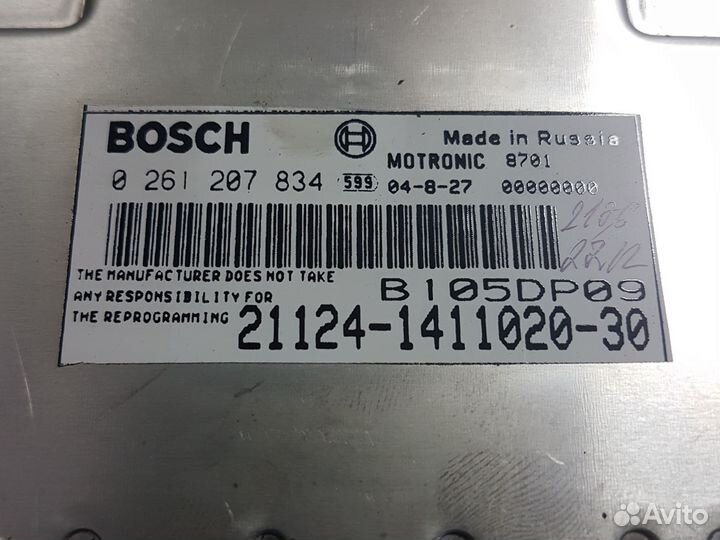 BOSCH
Made in Russia
MOTRONIC 8701
0 261 207 834 599 04-8-27 00000000
THE MANUFACTURER DOES NOT TAKE
ANY RESPONSIBILITY FOR
THE REPROGRAMMING
B105DP09
21124-1411020-30
Avito